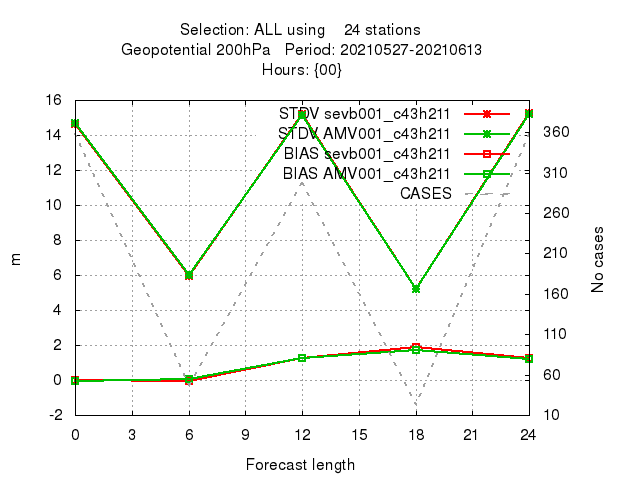 Selection: ALL using 24 stations
Geopotential 200hPa Period: 20210527-20210613
Hours: {00}
STDV sevb001_c43h211
STDV AMV001_c43h211
BIAS sevb001_c43h211
BIAS AMV001_c43h211
CASES
16
14
12
10
8
6
4
2
0
-2
m
360
310
260
210
160
110
60
10
No cases
0 3 6 9 12 15 18 21 24
Forecast length